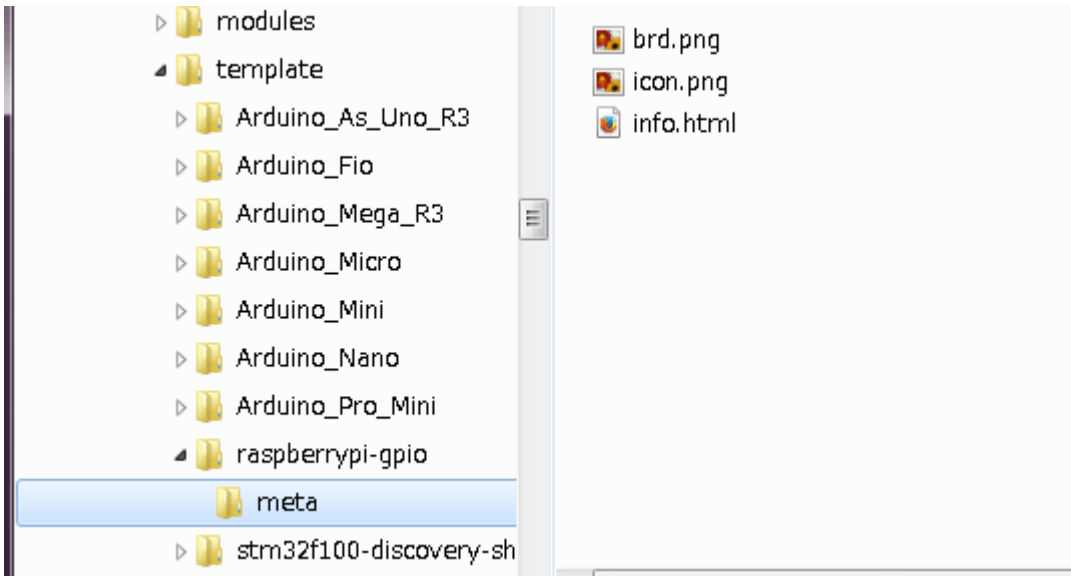 modules
template
Arduino_As_Uno_R3
Arduino_Fio
Arduino_Mega_R3
Arduino_Micro
Arduino_Mini
Arduino_Nano
Arduino_Pro_Mini
raspberrypi-gpio
meta
stm32f100-discovery-sh
brd.png
icon.png
info.html